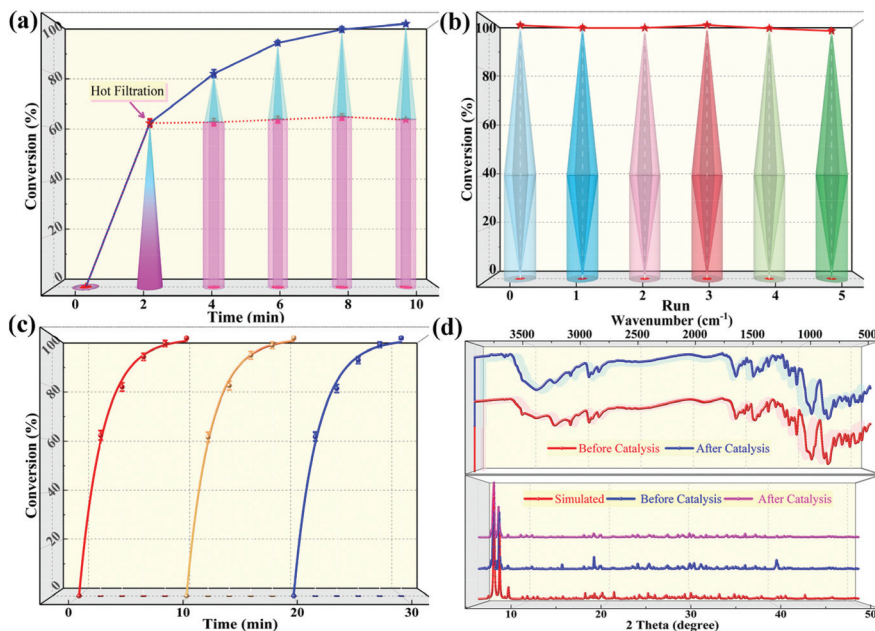 (a)
100
80
60
40
20
0
Conversion (%)
Hot Filtration
0 2 4 6 8 10
Time (min)
(b)
100
80
60
40
20
0
Conversion (%)
0 1 2 3 4 5
Run
(c)
100
80
60
40
20
0
Conversion (%)
0 10 20 30
Time (min)
Wavenumber (cm⁻¹)
(d)
3750 3000 2250 1500 1000 500
Before Catalysis After Catalysis
Simulated Before Catalysis After Catalysis
10 20 30 40 50
2 Theta (degree)